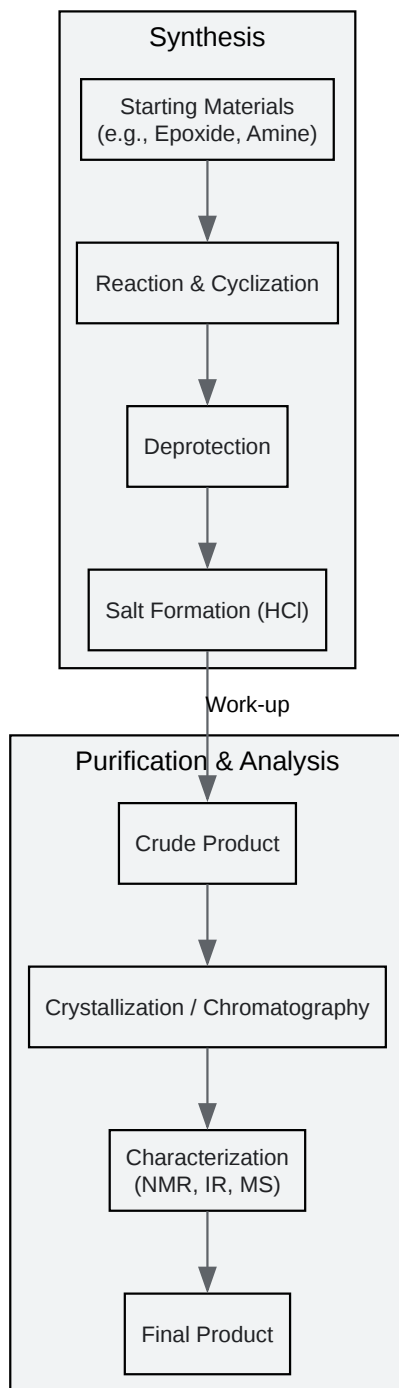 Synthesis
Starting Materials
(e.g., Epoxide, Amine)
Reaction & Cyclization
Deprotection
Salt Formation (HCl)
Work-up
Purification & Analysis
Crude Product
Crystallization / Chromatography
Characterization
(NMR, IR, MS)
Final Product